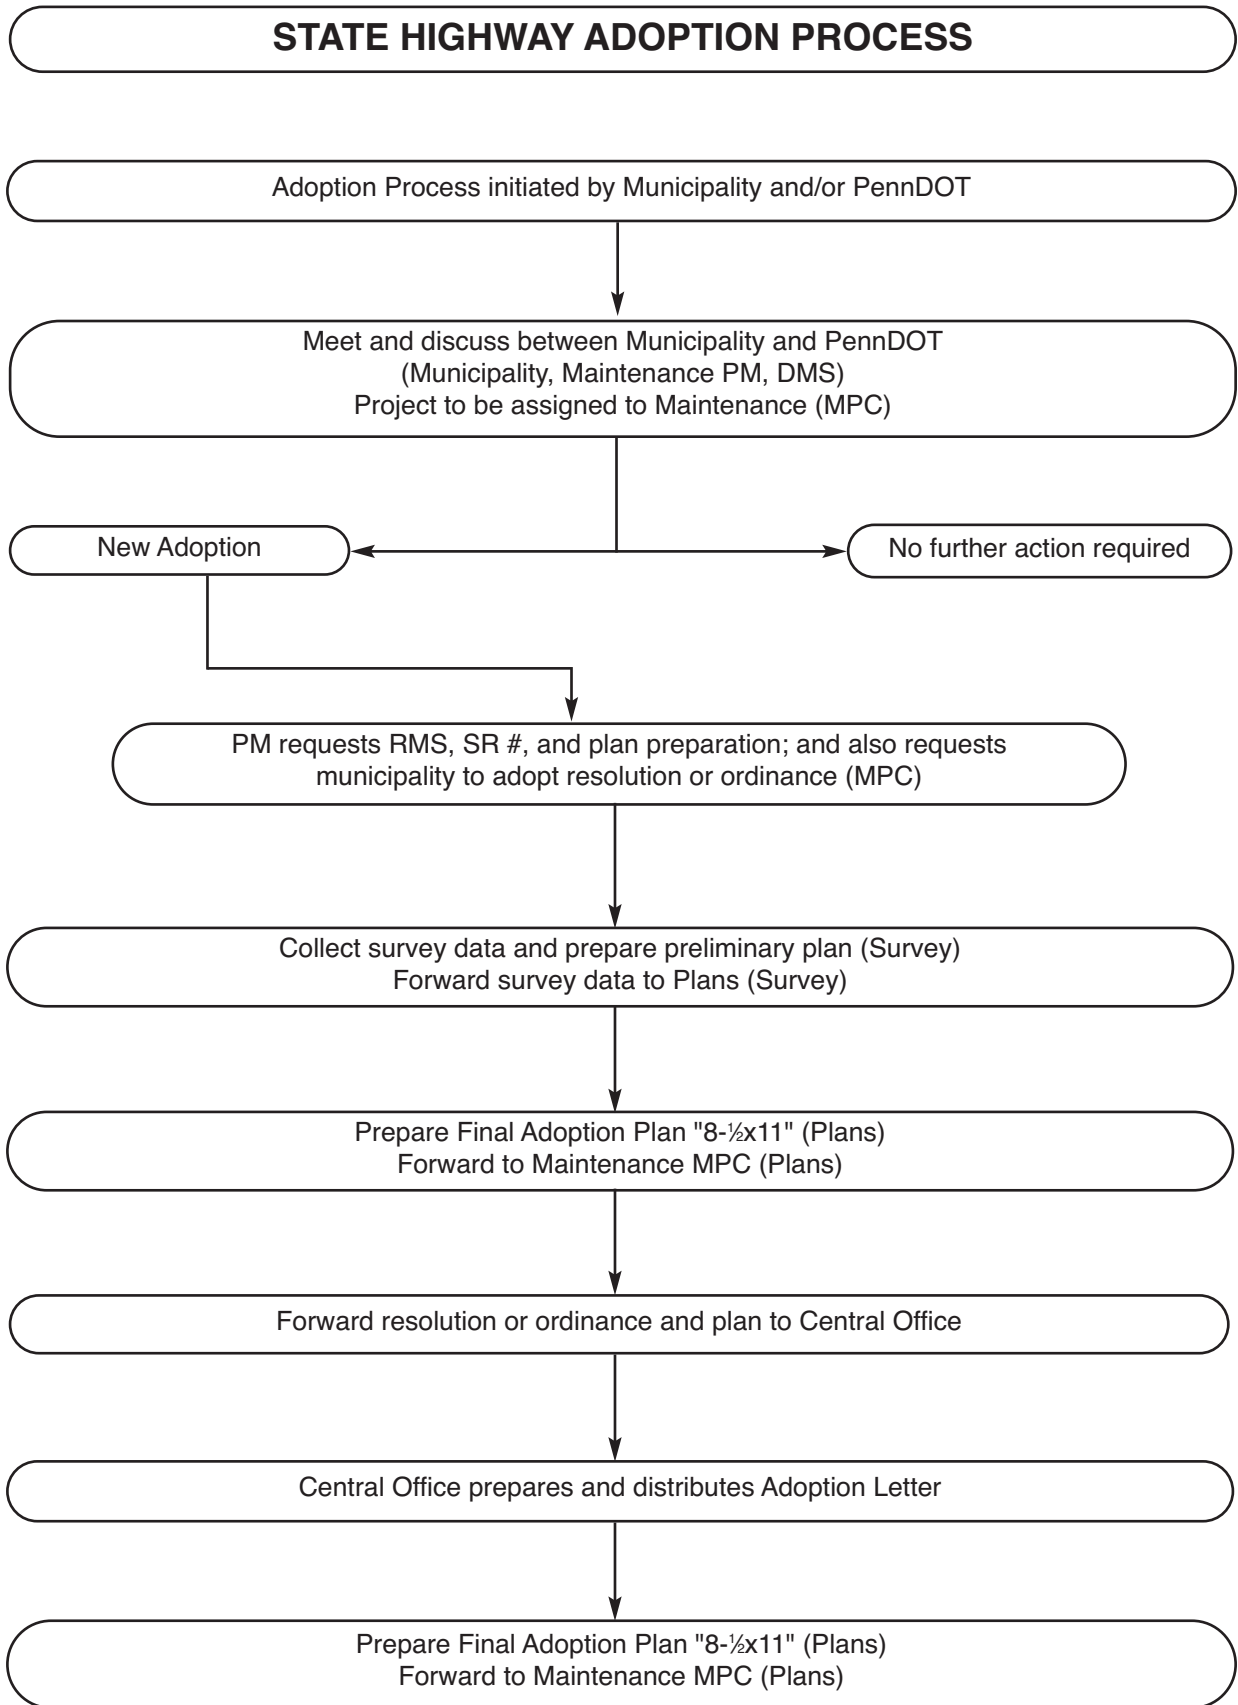 STATE HIGHWAY ADOPTION PROCESS
Adoption Process initiated by Municipality and/or PennDOT
Meet and discuss between Municipality and PennDOT
(Municipality, Maintenance PM, DMS)
Project to be assigned to Maintenance (MPC)
New Adoption
No further action required
PM requests RMS, SR #, and plan preparation; and also requests
municipality to adopt resolution or ordinance (MPC)
Collect survey data and prepare preliminary plan (Survey)
Forward survey data to Plans (Survey)
Prepare Final Adoption Plan "8-½x11" (Plans)
Forward to Maintenance MPC (Plans)
Forward resolution or ordinance and plan to Central Office
Central Office prepares and distributes Adoption Letter
Prepare Final Adoption Plan "8-½x11" (Plans)
Forward to Maintenance MPC (Plans)